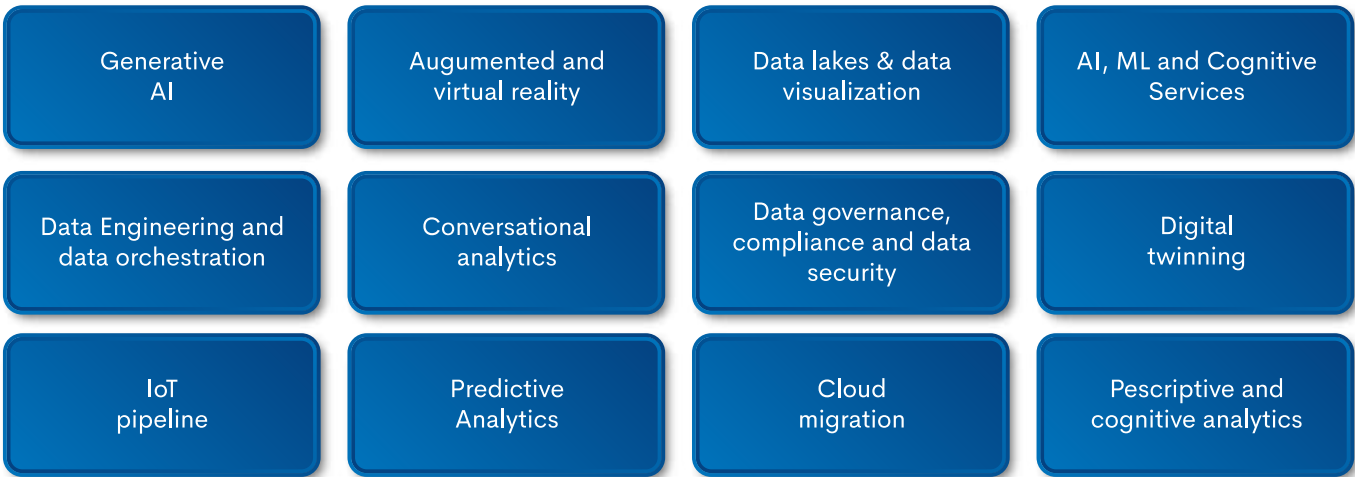 Generative
AI
Augumented and
virtual reality
Data lakes & data
visualization
AI, ML and Cognitive
Services
Data Engineering and
data orchestration
Conversational
analytics
Data governance,
compliance and data
security
Digital
twinning
IoT
pipeline
Predictive
Analytics
Cloud
migration
Pescriptive and
cognitive analytics